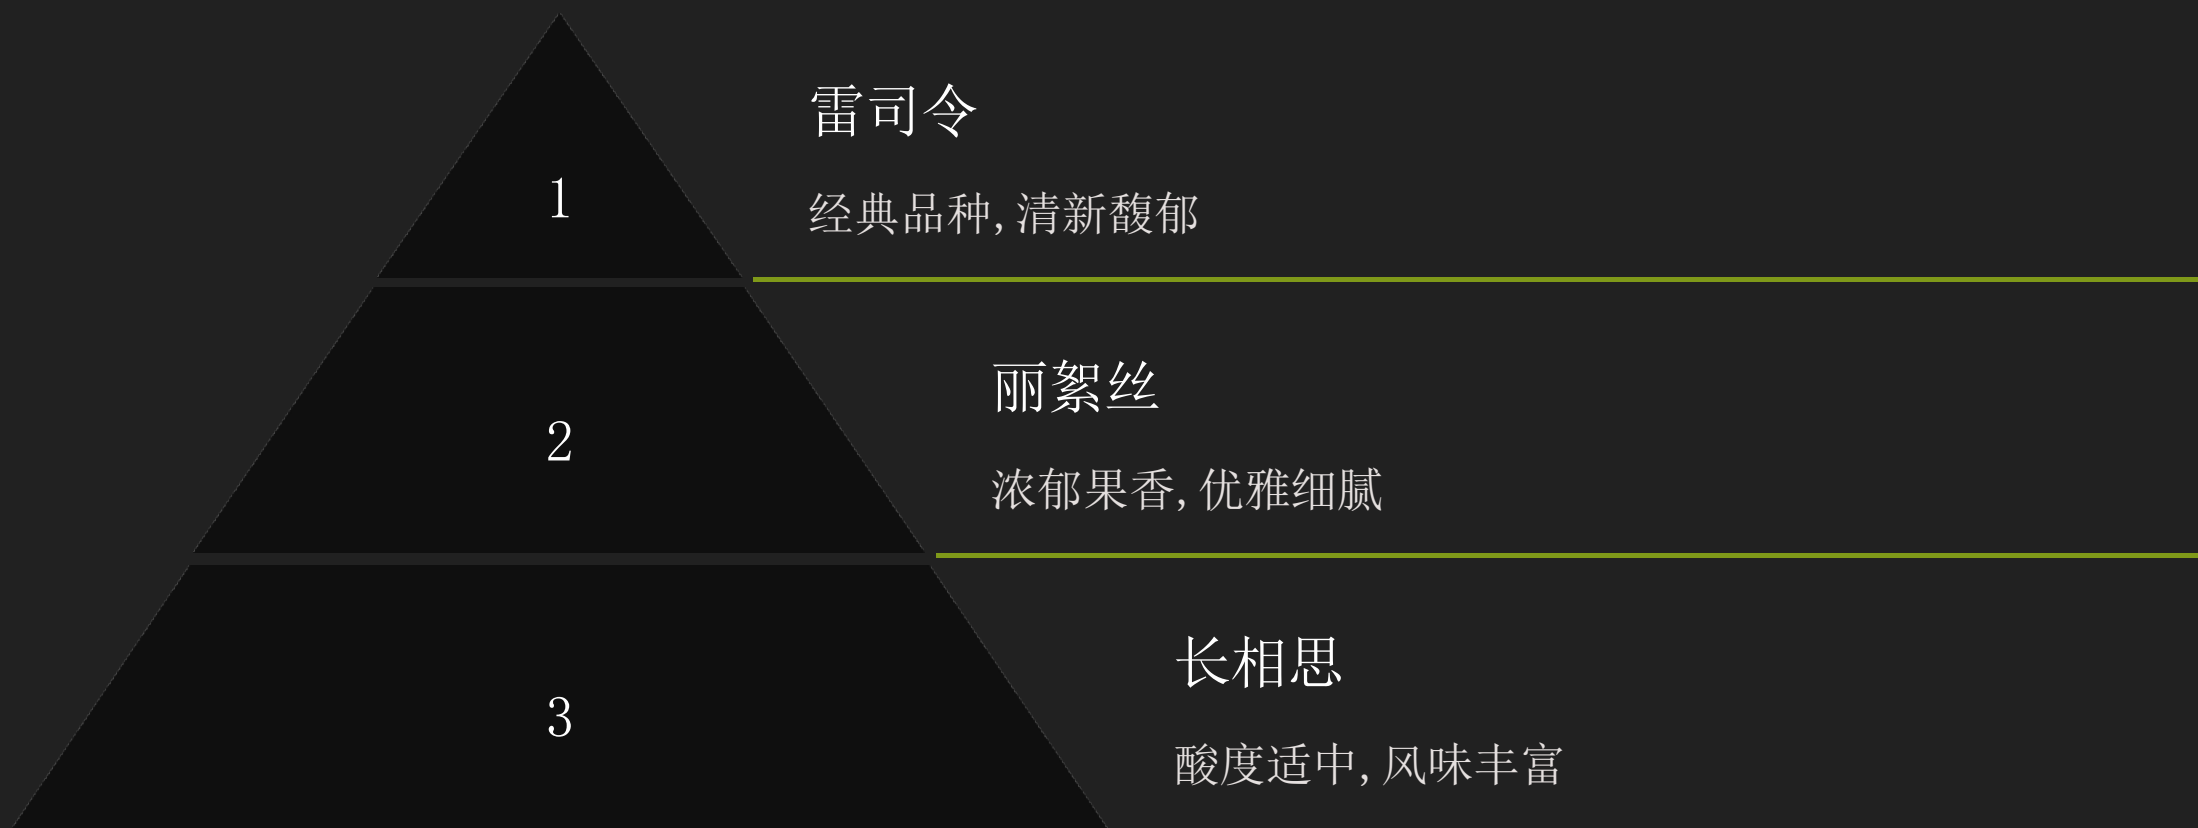 1
雷司令
经典品种,清新馥郁
2
丽絮丝
浓郁果香,优雅细腻
3
长相思
酸度适中,风味丰富